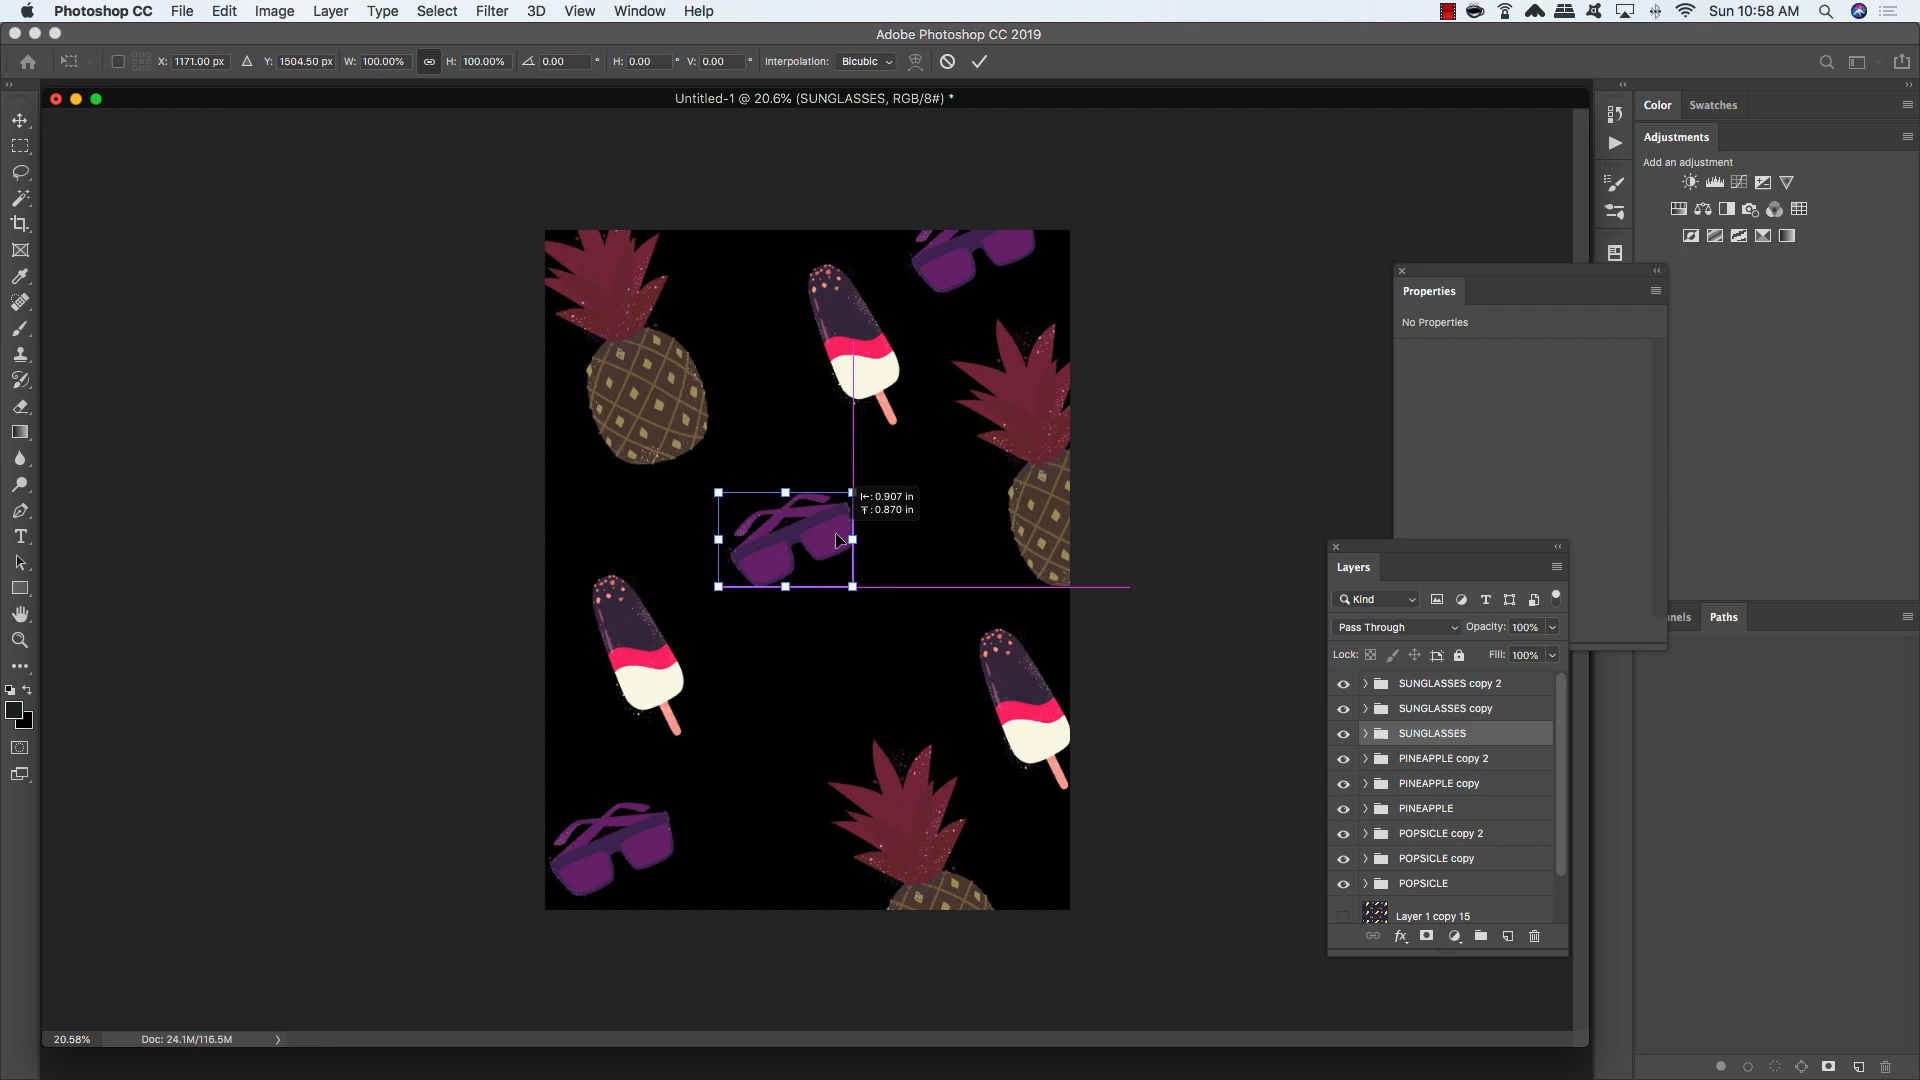 Photoshop CC File Edit Image Layer Type Select Filter 3D View Window Help Sun 10:58 AM
Adobe Photoshop CC 2019
X: 1171.00 px Y: 1504.50 px W: 100.00% H: 100.00% 0.00 ° H: 0.00 ° V: 0.00 ° Interpolation: Bicubic
Untitled-1 @ 20.6% (SUNGLASSES, RGB/8#) *
Color Swatches
Adjustments
Add an adjustment
Properties
No Properties
: 0.907 in
: 0.870 in
Layers
Kind
Pass Through Opacity: 100%
Lock: Fill: 100%
nnels Paths
SUNGLASSES copy 2
SUNGLASSES copy
SUNGLASSES
PINEAPPLE copy 2
PINEAPPLE copy
PINEAPPLE
POPSICLE copy 2
POPSICLE copy
POPSICLE
Layer 1 copy 15
20.58% Doc: 24.1M/116.5M